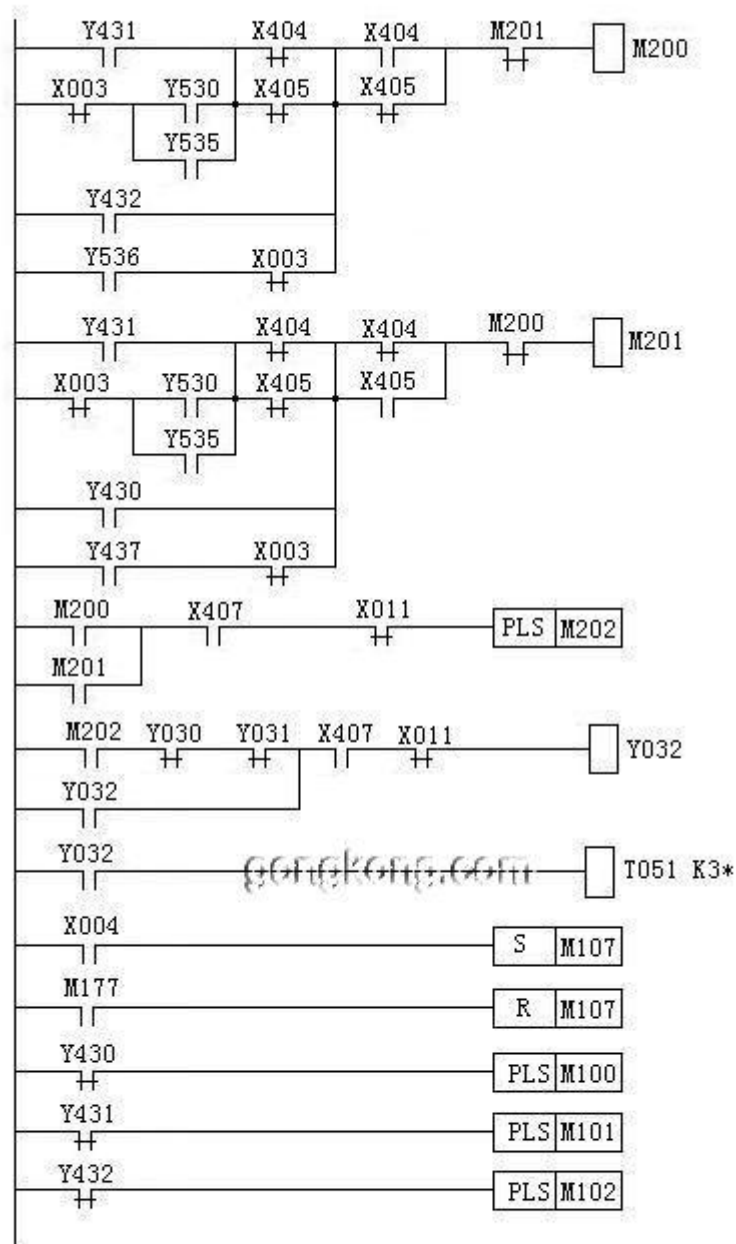 Y431 X404 X404 M201 M200
X003 Y530 X405 X405
Y535
Y432
Y536 X003
Y431 X404 X404 M200 M201
X003 Y530 X405 X405
Y535
Y430
Y437 X003
M200 X407 X011 PLS M202
M201
M202 Y030 Y031 X407 X011 Y032
Y032
Y032 gongkong.com T051 K3*
X004 S M107
M177 R M107
Y430 PLS M100
Y431 PLS M101
Y432 PLS M102